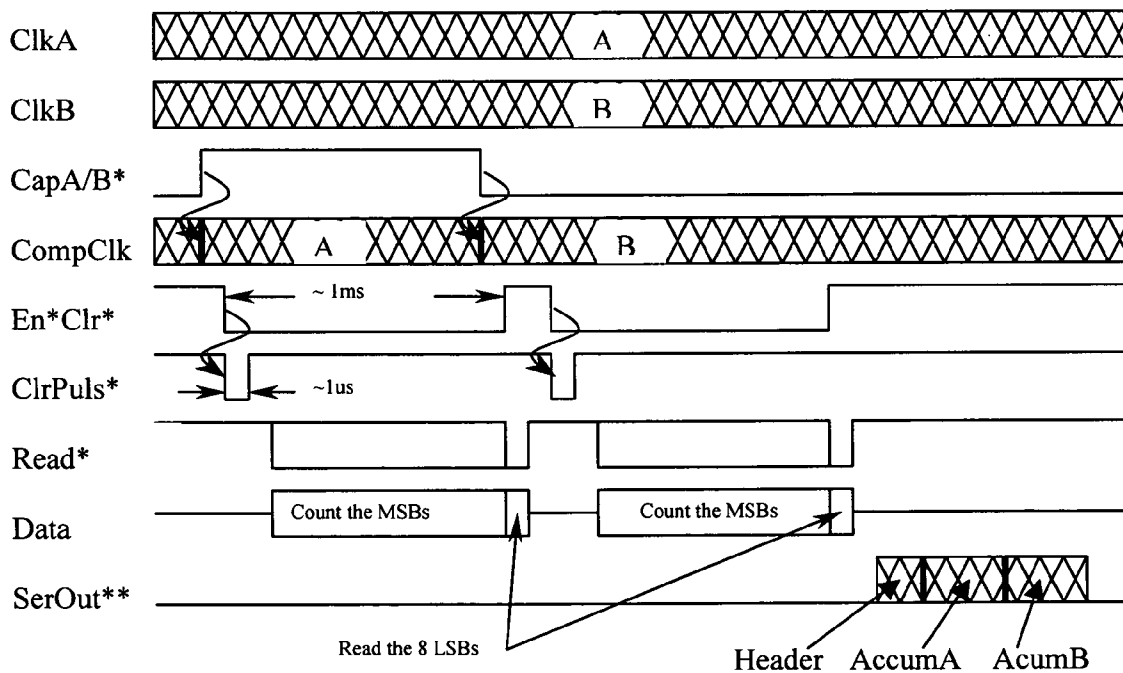 ClkA
A
ClkB
B
CapA/B*
CompClk
A
B
En*Clr*
~ 1ms
ClrPuls*
~1us
Read*
Data
Count the MSBs
Count the MSBs
SerOut**
Read the 8 LSBs
Header
AccumA
AcumB